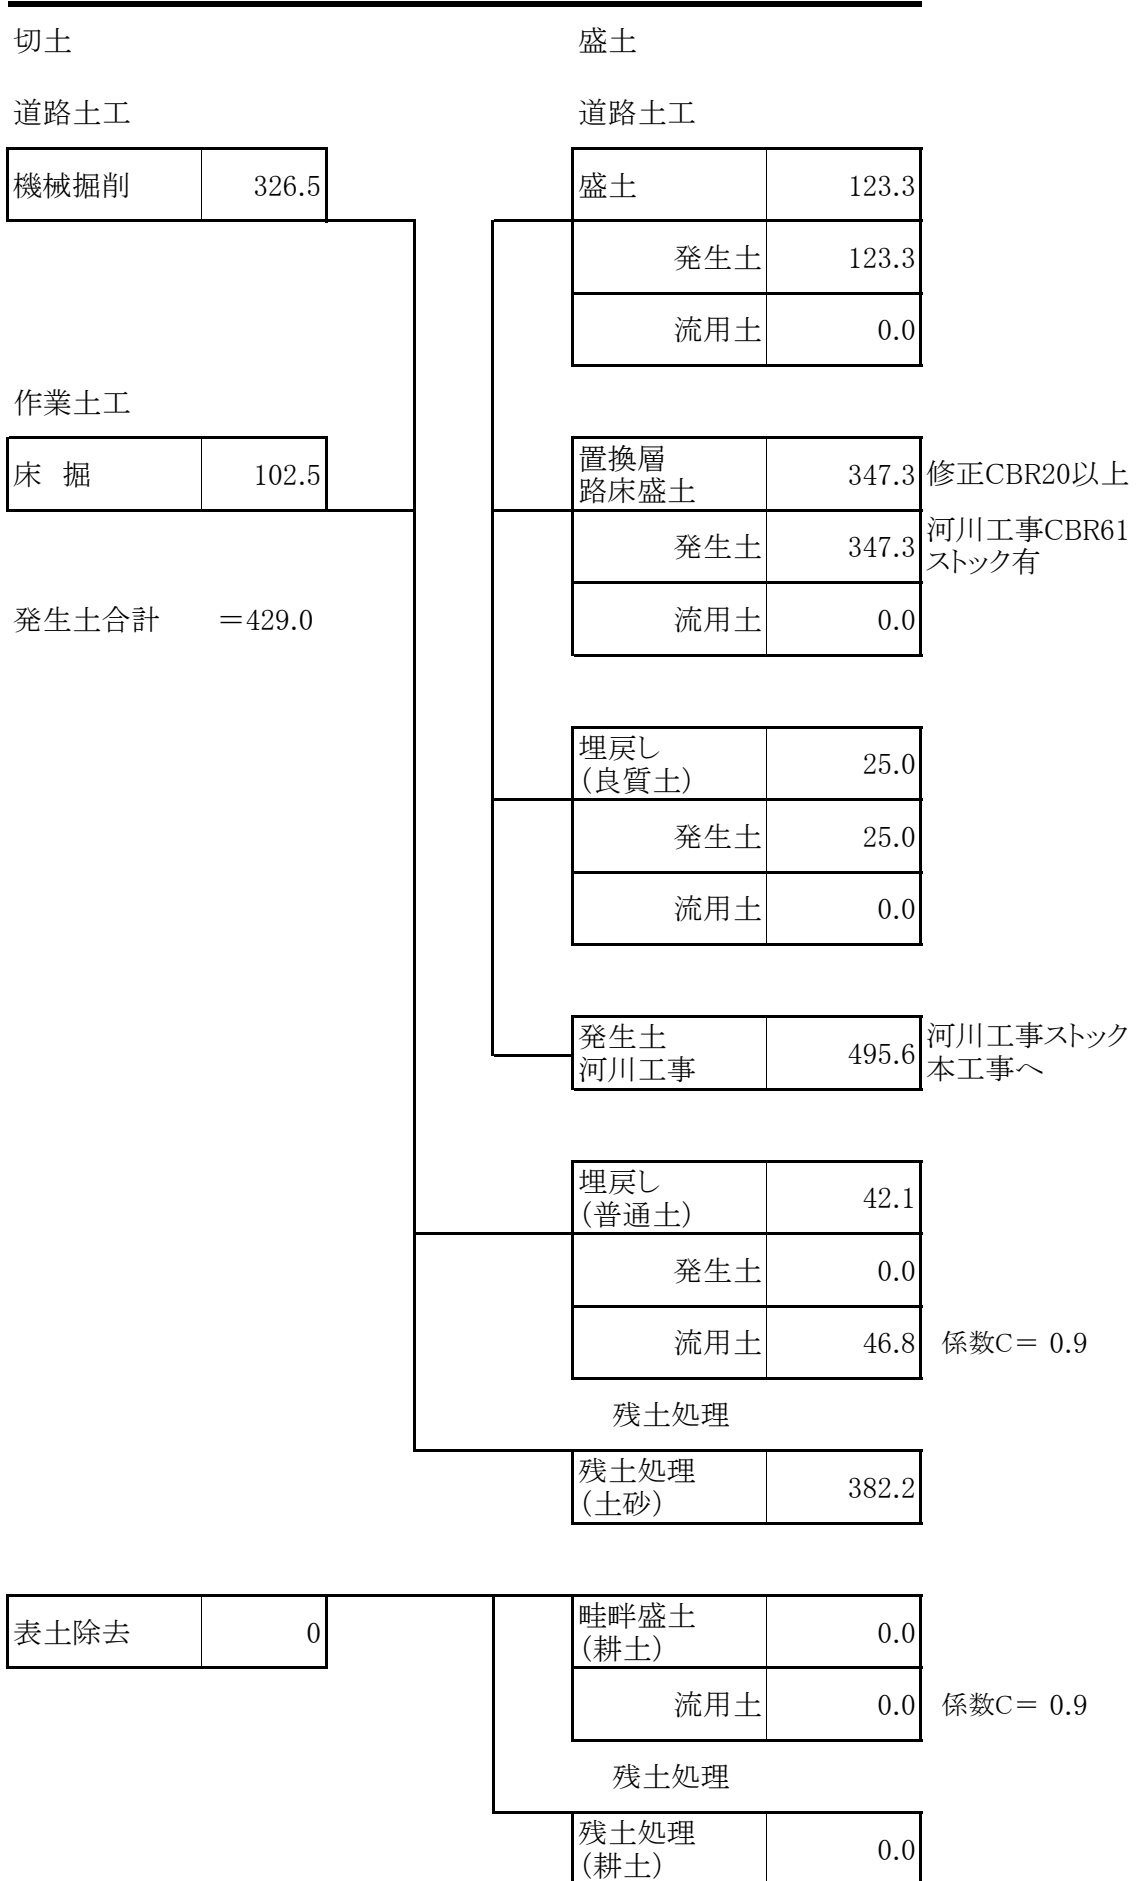 切土
盛土
道路土工
道路土工
機械掘削 326.5
盛土 123.3
発生土 123.3
流用土 0.0
作業土工
床 掘 102.5
置換層
路床盛土
347.3 修正CBR20以上
発生土 347.3
河川工事CBR61
ストック有
発生土合計 ＝429.0
流用土 0.0
埋戻し
（良質土）
25.0
発生土 25.0
流用土 0.0
発生土
河川工事
495.6
河川工事ストック
本工事へ
埋戻し
（普通土）
42.1
発生土 0.0
流用土 46.8 係数C＝ 0.9
残土処理
残土処理
（土砂）
382.2
表土除去 0
畦畔盛土
（耕土）
0.0
流用土 0.0 係数C＝ 0.9
残土処理
残土処理
（耕土）
0.0